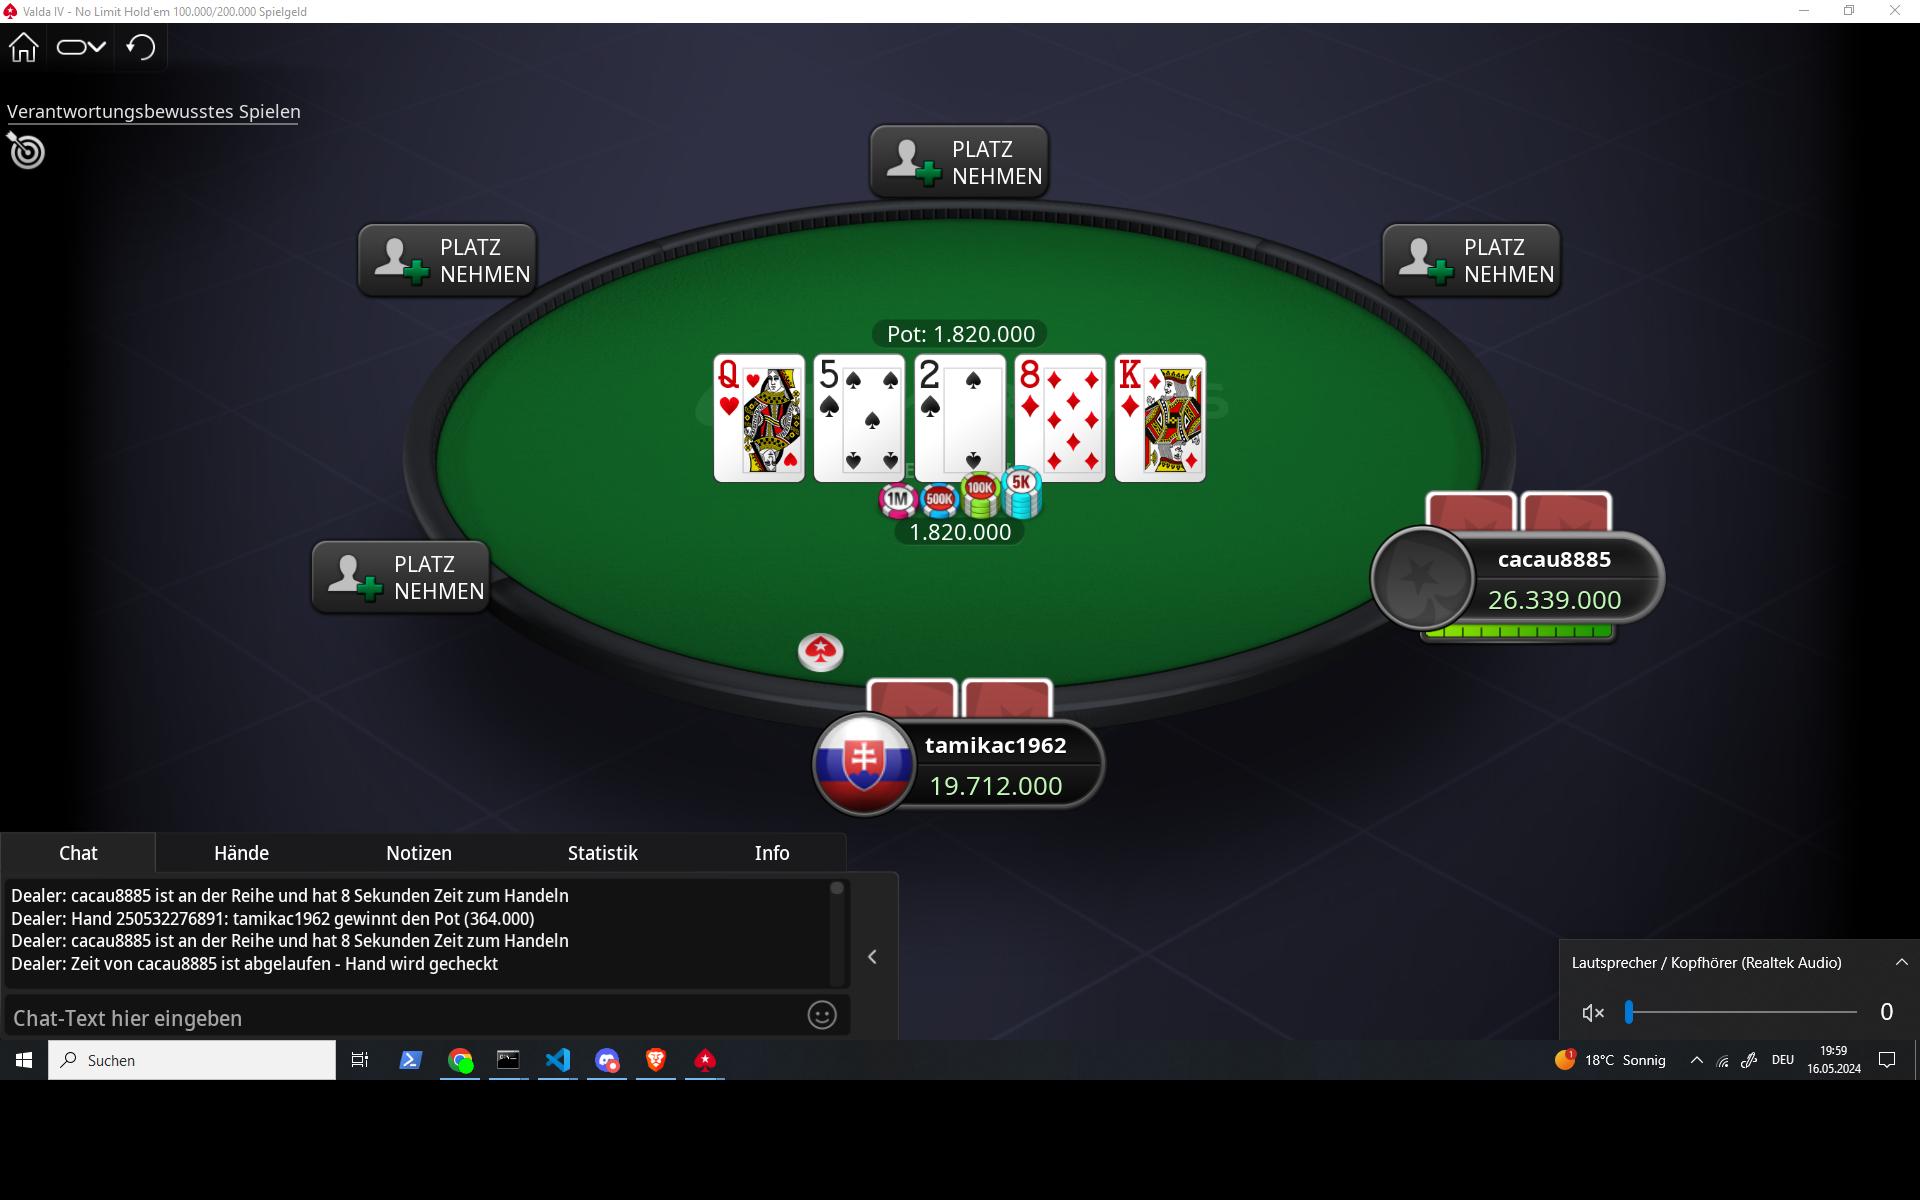 Valda IV - No Limit Hold'em 100.000/200.000 Spielgeld
Verantwortungsbewusstes Spielen
PLATZ
NEHMEN
PLATZ
NEHMEN
PLATZ
NEHMEN
Pot: 1.820.000
Q
5
2
8
K
1M
500K
100K
5K
1.820.000
cacau8885
26.339.000
PLATZ
NEHMEN
tamikac1962
19.712.000
Chat
Hände
Notizen
Statistik
Info
Dealer: cacau8885 ist an der Reihe und hat 8 Sekunden Zeit zum Handeln
Dealer: Hand 250532276891: tamikac1962 gewinnt den Pot (364.000)
Dealer: cacau8885 ist an der Reihe und hat 8 Sekunden Zeit zum Handeln
Dealer: Zeit von cacau8885 ist abgelaufen - Hand wird gecheckt
Chat-Text hier eingeben
Lautsprecher / Kopfhörer (Realtek Audio)
0
Suchen
1
18°C Sonnig
DEU
19:59
16.05.2024